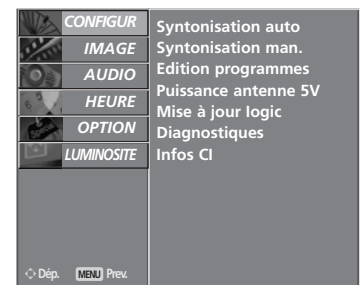 CONFIGUR
IMAGE
AUDIO
HEURE
OPTION
LUMINOSITE
Syntonisation auto
Syntonisation man.
Edition programmes
Puissance antenne 5V
Mise à jour logic
Diagnostiques
Infos CI
Dép. MENU Prev.